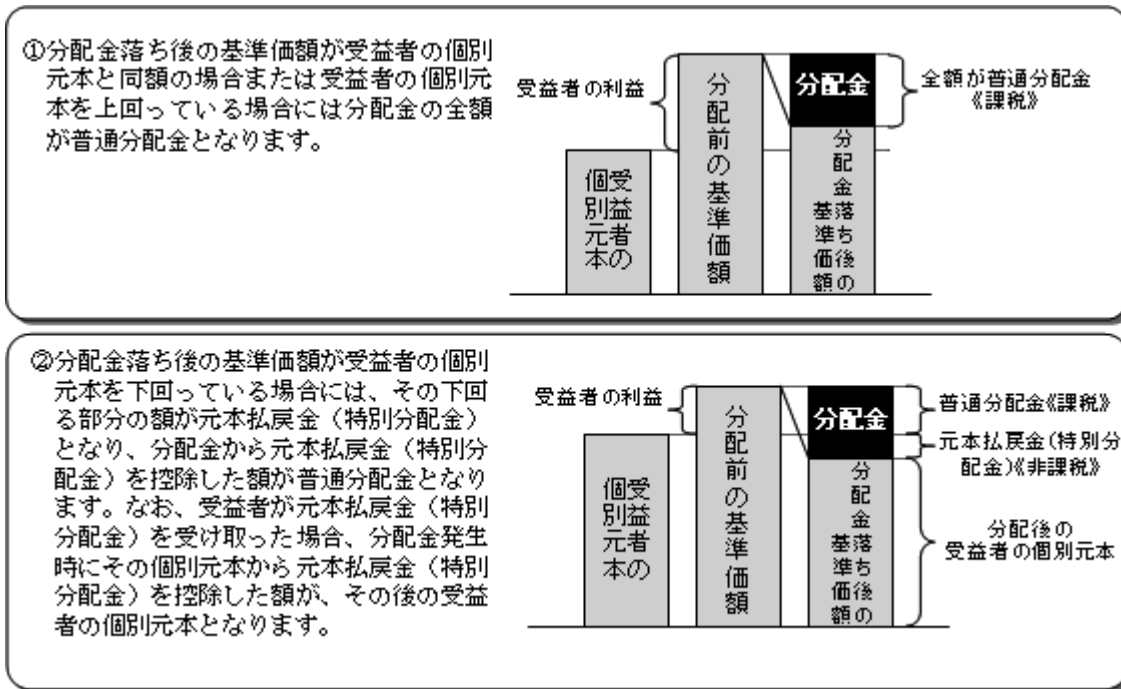 ①分配金落ち後の基準価額が受益者の個別
元本と同額の場合または受益者の個別元
本を上回っている場合には分配金の全額
が普通分配金となります。
受益者の利益
受益者の
個別元本
分配前の基準価額
分配金
分配金落ち後の
基準価額
全額が普通分配金
《課税》
②分配金落ち後の基準価額が受益者の個別
元本を下回っている場合には、その下回
る部分の額が元本払戻金（特別分配金）
となり、分配金から元本払戻金（特別分
配金）を控除した額が普通分配金となり
ます。なお、受益者が元本払戻金（特別
分配金）を受け取った場合、分配金発生
時にその個別元本から元本払戻金（特別
分配金）を控除した額が、その後の受益
者の個別元本となります。
受益者の利益
受益者の
個別元本
分配前の基準価額
分配金
分配金落ち後の
基準価額
普通分配金《課税》
元本払戻金(特別分
配金)《非課税》
分配後の
受益者の個別元本